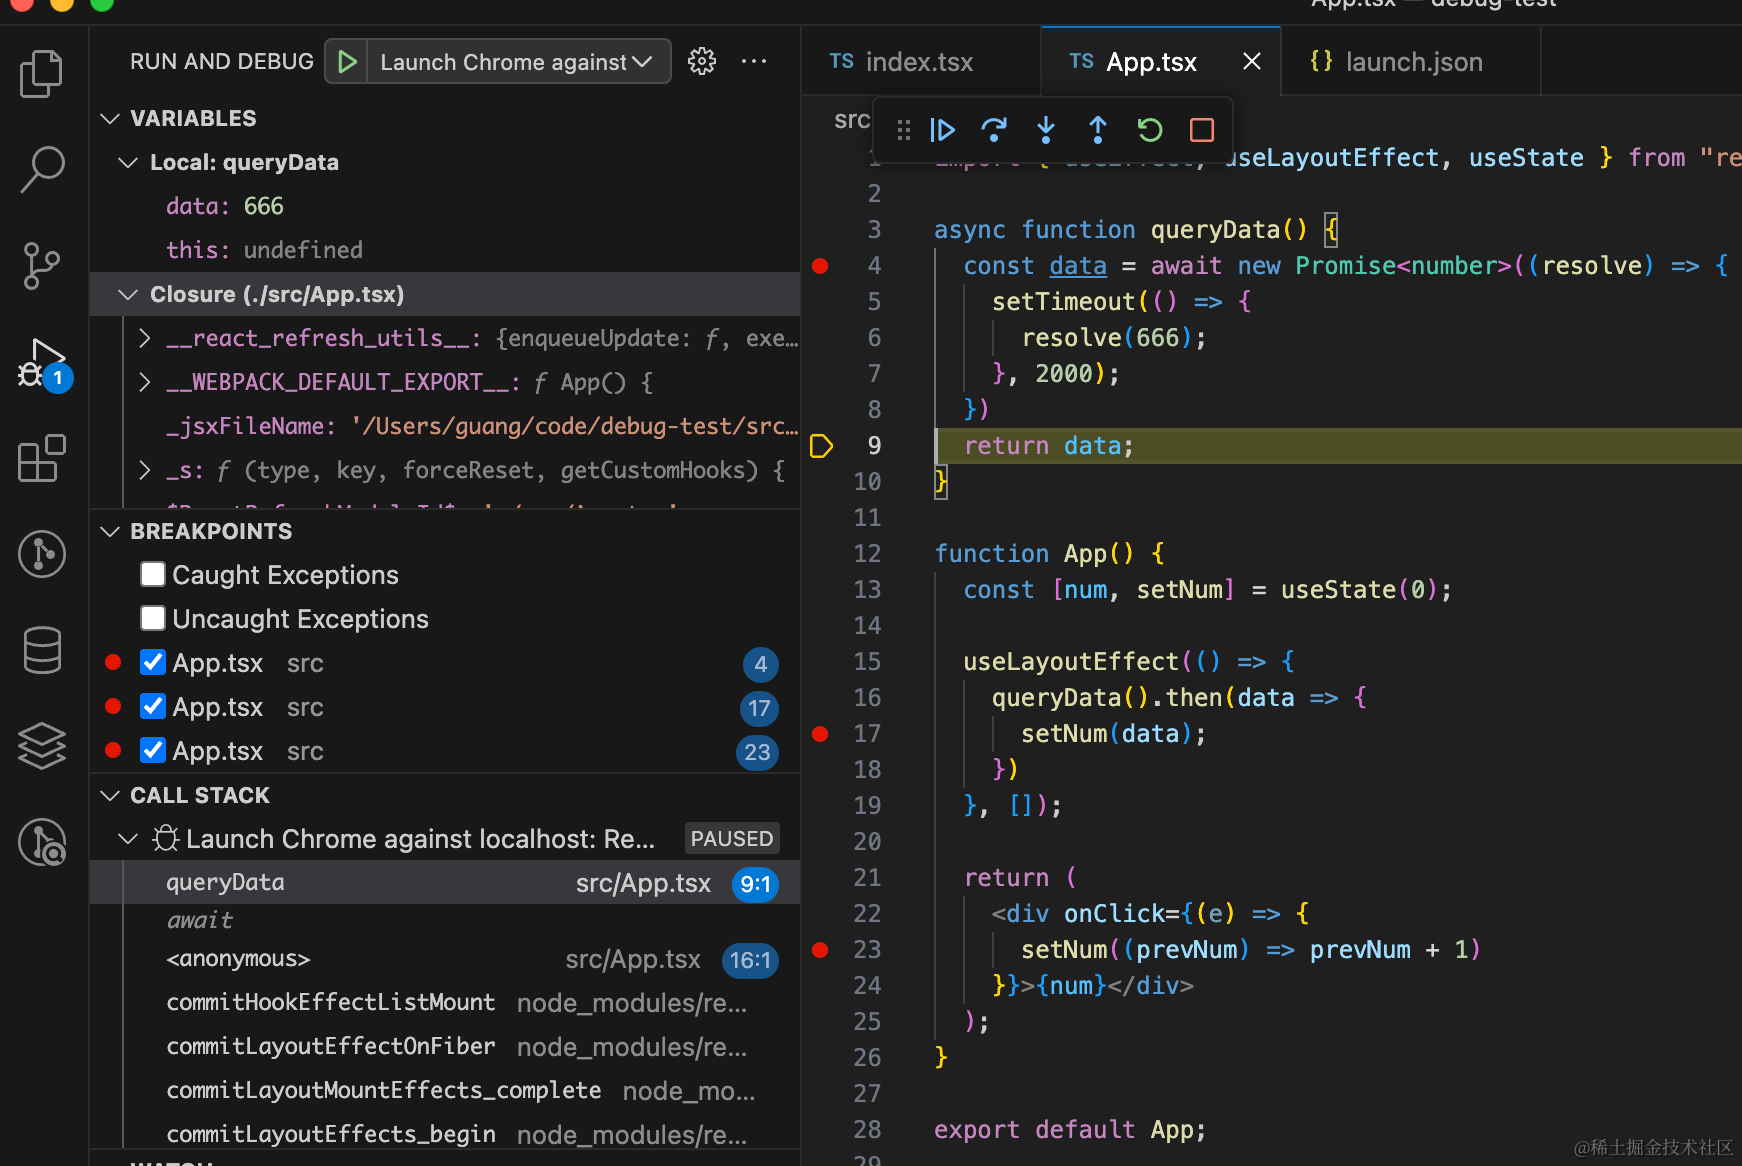 App.tsx — debug-test
RUN AND DEBUG
Launch Chrome against
VARIABLES
Local: queryData
data: 666
this: undefined
Closure (./src/App.tsx)
__react_refresh_utils__: {enqueueUpdate: ƒ, exe…
__WEBPACK_DEFAULT_EXPORT__: ƒ App() {
_jsxFileName: '/Users/guang/code/debug-test/src…
_s: ƒ (type, key, forceReset, getCustomHooks) {
BREAKPOINTS
Caught Exceptions
Uncaught Exceptions
App.tsx src 4
App.tsx src 17
App.tsx src 23
CALL STACK
Launch Chrome against localhost: Re… PAUSED
queryData src/App.tsx 9:1
await
<anonymous> src/App.tsx 16:1
commitHookEffectListMount node_modules/re…
commitLayoutEffectOnFiber node_modules/re…
commitLayoutMountEffects_complete node_mo…
commitLayoutEffects_begin node_modules/re…
WATCH
1
TS index.tsx
TS App.tsx
{} launch.json
src
1 import { useEffect, useLayoutEffect, useState } from "re
2
3 async function queryData() {
4 const data = await new Promise<number>((resolve) => {
5 setTimeout(() => {
6 resolve(666);
7 }, 2000);
8 })
9 return data;
10 }
11
12 function App() {
13 const [num, setNum] = useState(0);
14
15 useLayoutEffect(() => {
16 queryData().then(data => {
17 setNum(data);
18 })
19 }, []);
20
21 return (
22 <div onClick={(e) => {
23 setNum((prevNum) => prevNum + 1)
24 }}>{num}</div>
25 );
26 }
27
28 export default App;
29
@稀土掘金技术社区